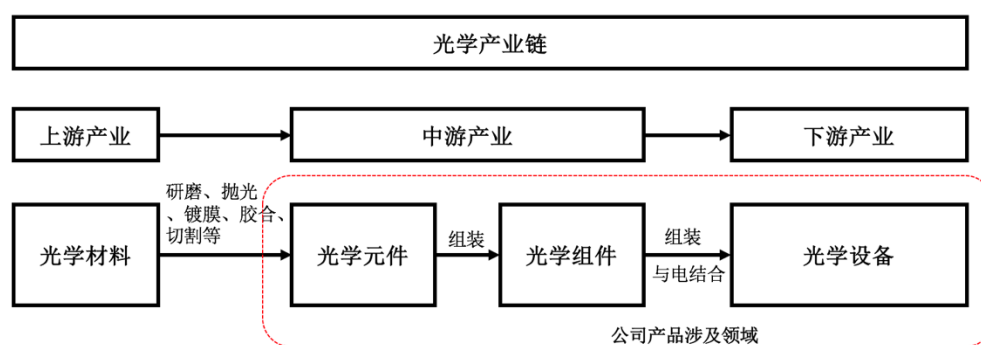 光学产业链
上游产业
中游产业
下游产业
研磨、抛光
、镀膜、胶合、
切割等
光学材料
光学元件
组装
光学组件
组装
与电结合
光学设备
公司产品涉及领域